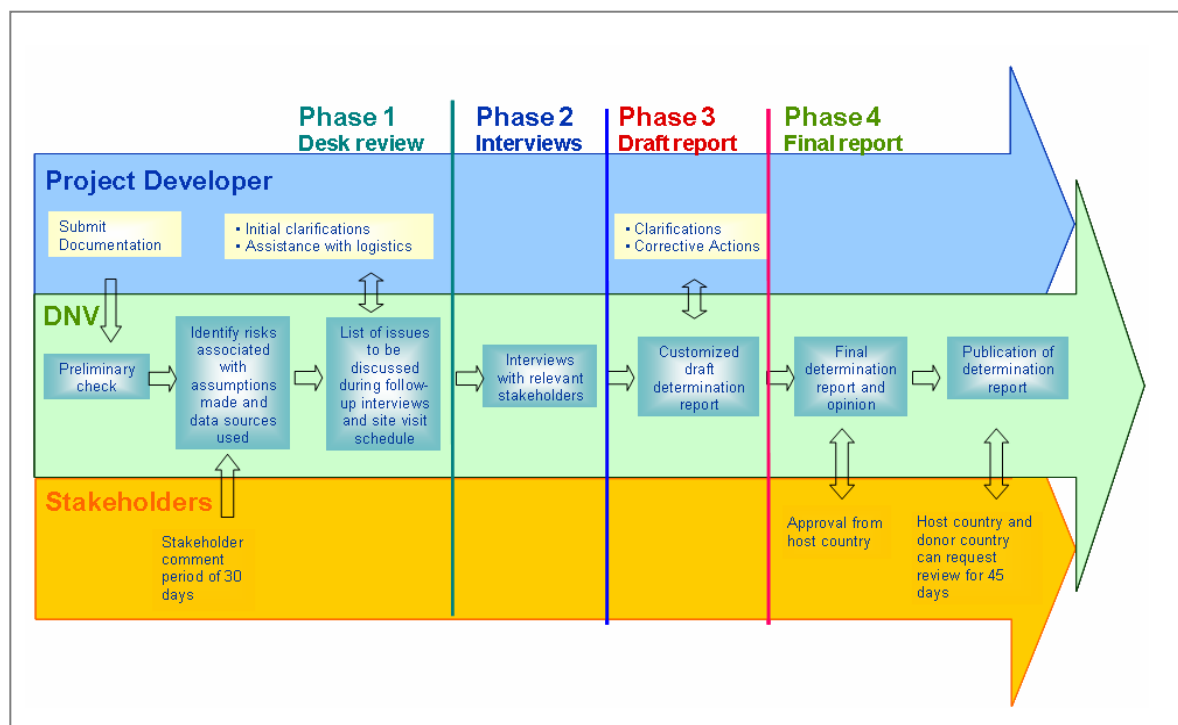 Phase 1
Desk review
Phase 2
Interviews
Phase 3
Draft report
Phase 4
Final report
Project Developer
Submit
Documentation
• Initial clarifications
• Assistance with logistics
• Clarifications
• Corrective Actions
DNV
Preliminary
check
Identify risks
associated
with
assumptions
made and
data sources
used
List of issues
to be
discussed
during follow-
up interviews
and site visit
schedule
Interviews
with relevant
stakeholders
Customized
draft
determination
report
Final
determination
report and
opinion
Publication of
determination
report
Stakeholders
Stakeholder
comment
period of 30
days
Approval from
host country
Host country and
donor country
can request
review for 45
days